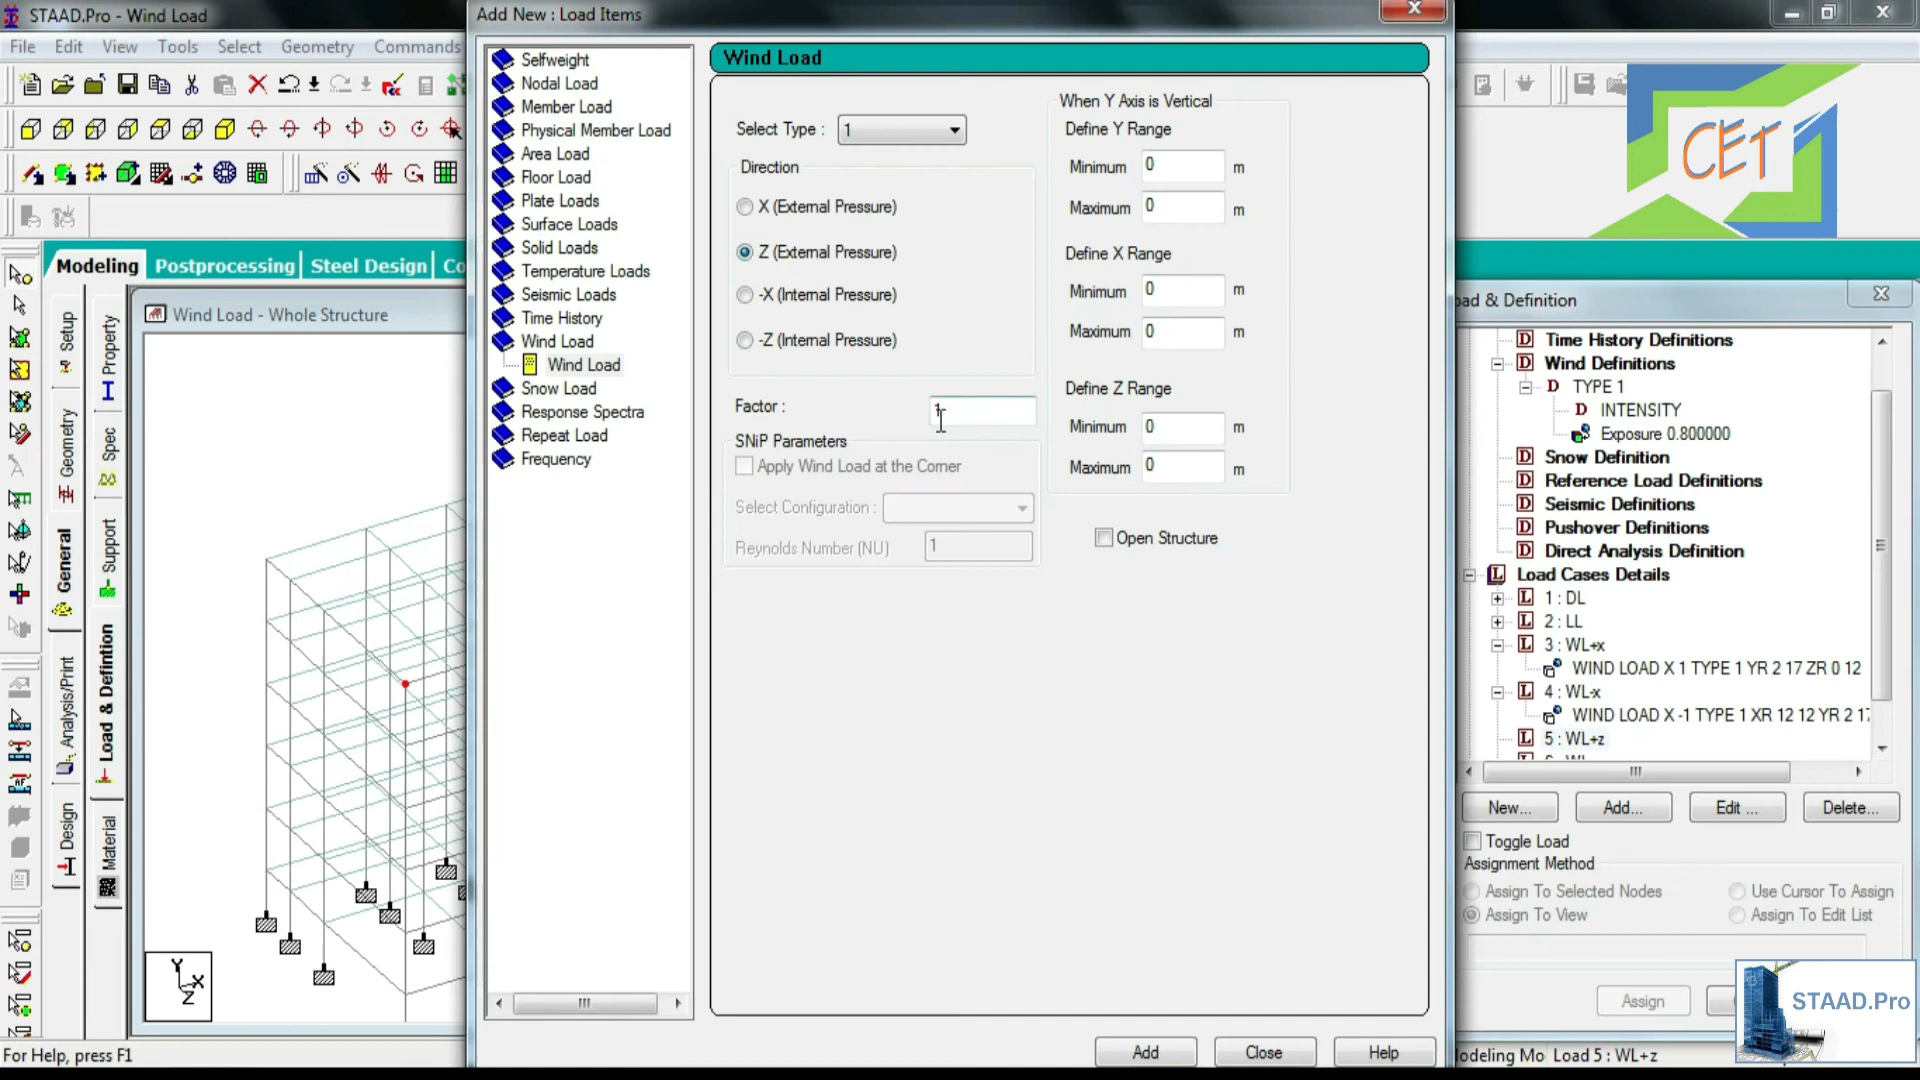 STAAD.Pro - Wind Load
File Edit View Tools Select Geometry Commands
Modeling Postprocessing Steel Design Co
Setup
Geometry
General
Analysis/Print
Design
Property
Spec
Support
Load & Definition
Material
Wind Load - Whole Structure
Y
X
Z
For Help, press F1
Add New : Load Items
Selfweight
Nodal Load
Member Load
Physical Member Load
Area Load
Floor Load
Plate Loads
Surface Loads
Solid Loads
Temperature Loads
Seismic Loads
Time History
Wind Load
Wind Load
Snow Load
Response Spectra
Repeat Load
Frequency
Wind Load
Select Type : 1
Direction
X (External Pressure)
Z (External Pressure)
-X (Internal Pressure)
-Z (Internal Pressure)
Factor : 1
SNiP Parameters
Apply Wind Load at the Corner
Select Configuration :
Reynolds Number (NU) 1
When Y Axis is Vertical
Define Y Range
Minimum 0 m
Maximum 0 m
Define X Range
Minimum 0 m
Maximum 0 m
Define Z Range
Minimum 0 m
Maximum 0 m
Open Structure
Add Close Help
CET
oad & Definition
D Time History Definitions
D Wind Definitions
D TYPE 1
D INTENSITY
Exposure 0.800000
D Snow Definition
D Reference Load Definitions
D Seismic Definitions
D Pushover Definitions
D Direct Analysis Definition
L Load Cases Details
L 1 : DL
L 2 : LL
L 3 : WL+x
WIND LOAD X 1 TYPE 1 YR 2 17 ZR 0 12
L 4 : WL-x
WIND LOAD X -1 TYPE 1 XR 12 12 YR 2 17
L 5 : WL+z
New... Add... Edit ... Delete...
Toggle Load
Assignment Method
Assign To Selected Nodes Use Cursor To Assign
Assign To View Assign To Edit List
Assign
STAAD.Pro
lodeling Mo Load 5 : WL+z